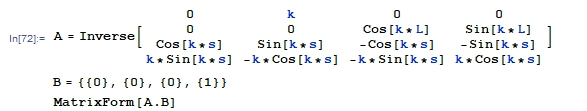 0 k 0 0
In[72]:= A = Inverse[ 0 0 Cos[k*L] Sin[k*L] ]
Cos[k*s] Sin[k*s] -Cos[k*s] -Sin[k*s]
k*Sin[k*s] -k*Cos[k*s] -k*Sin[k*s] k*Cos[k*s]
B = {{0}, {0}, {0}, {1}}
MatrixForm[A.B]